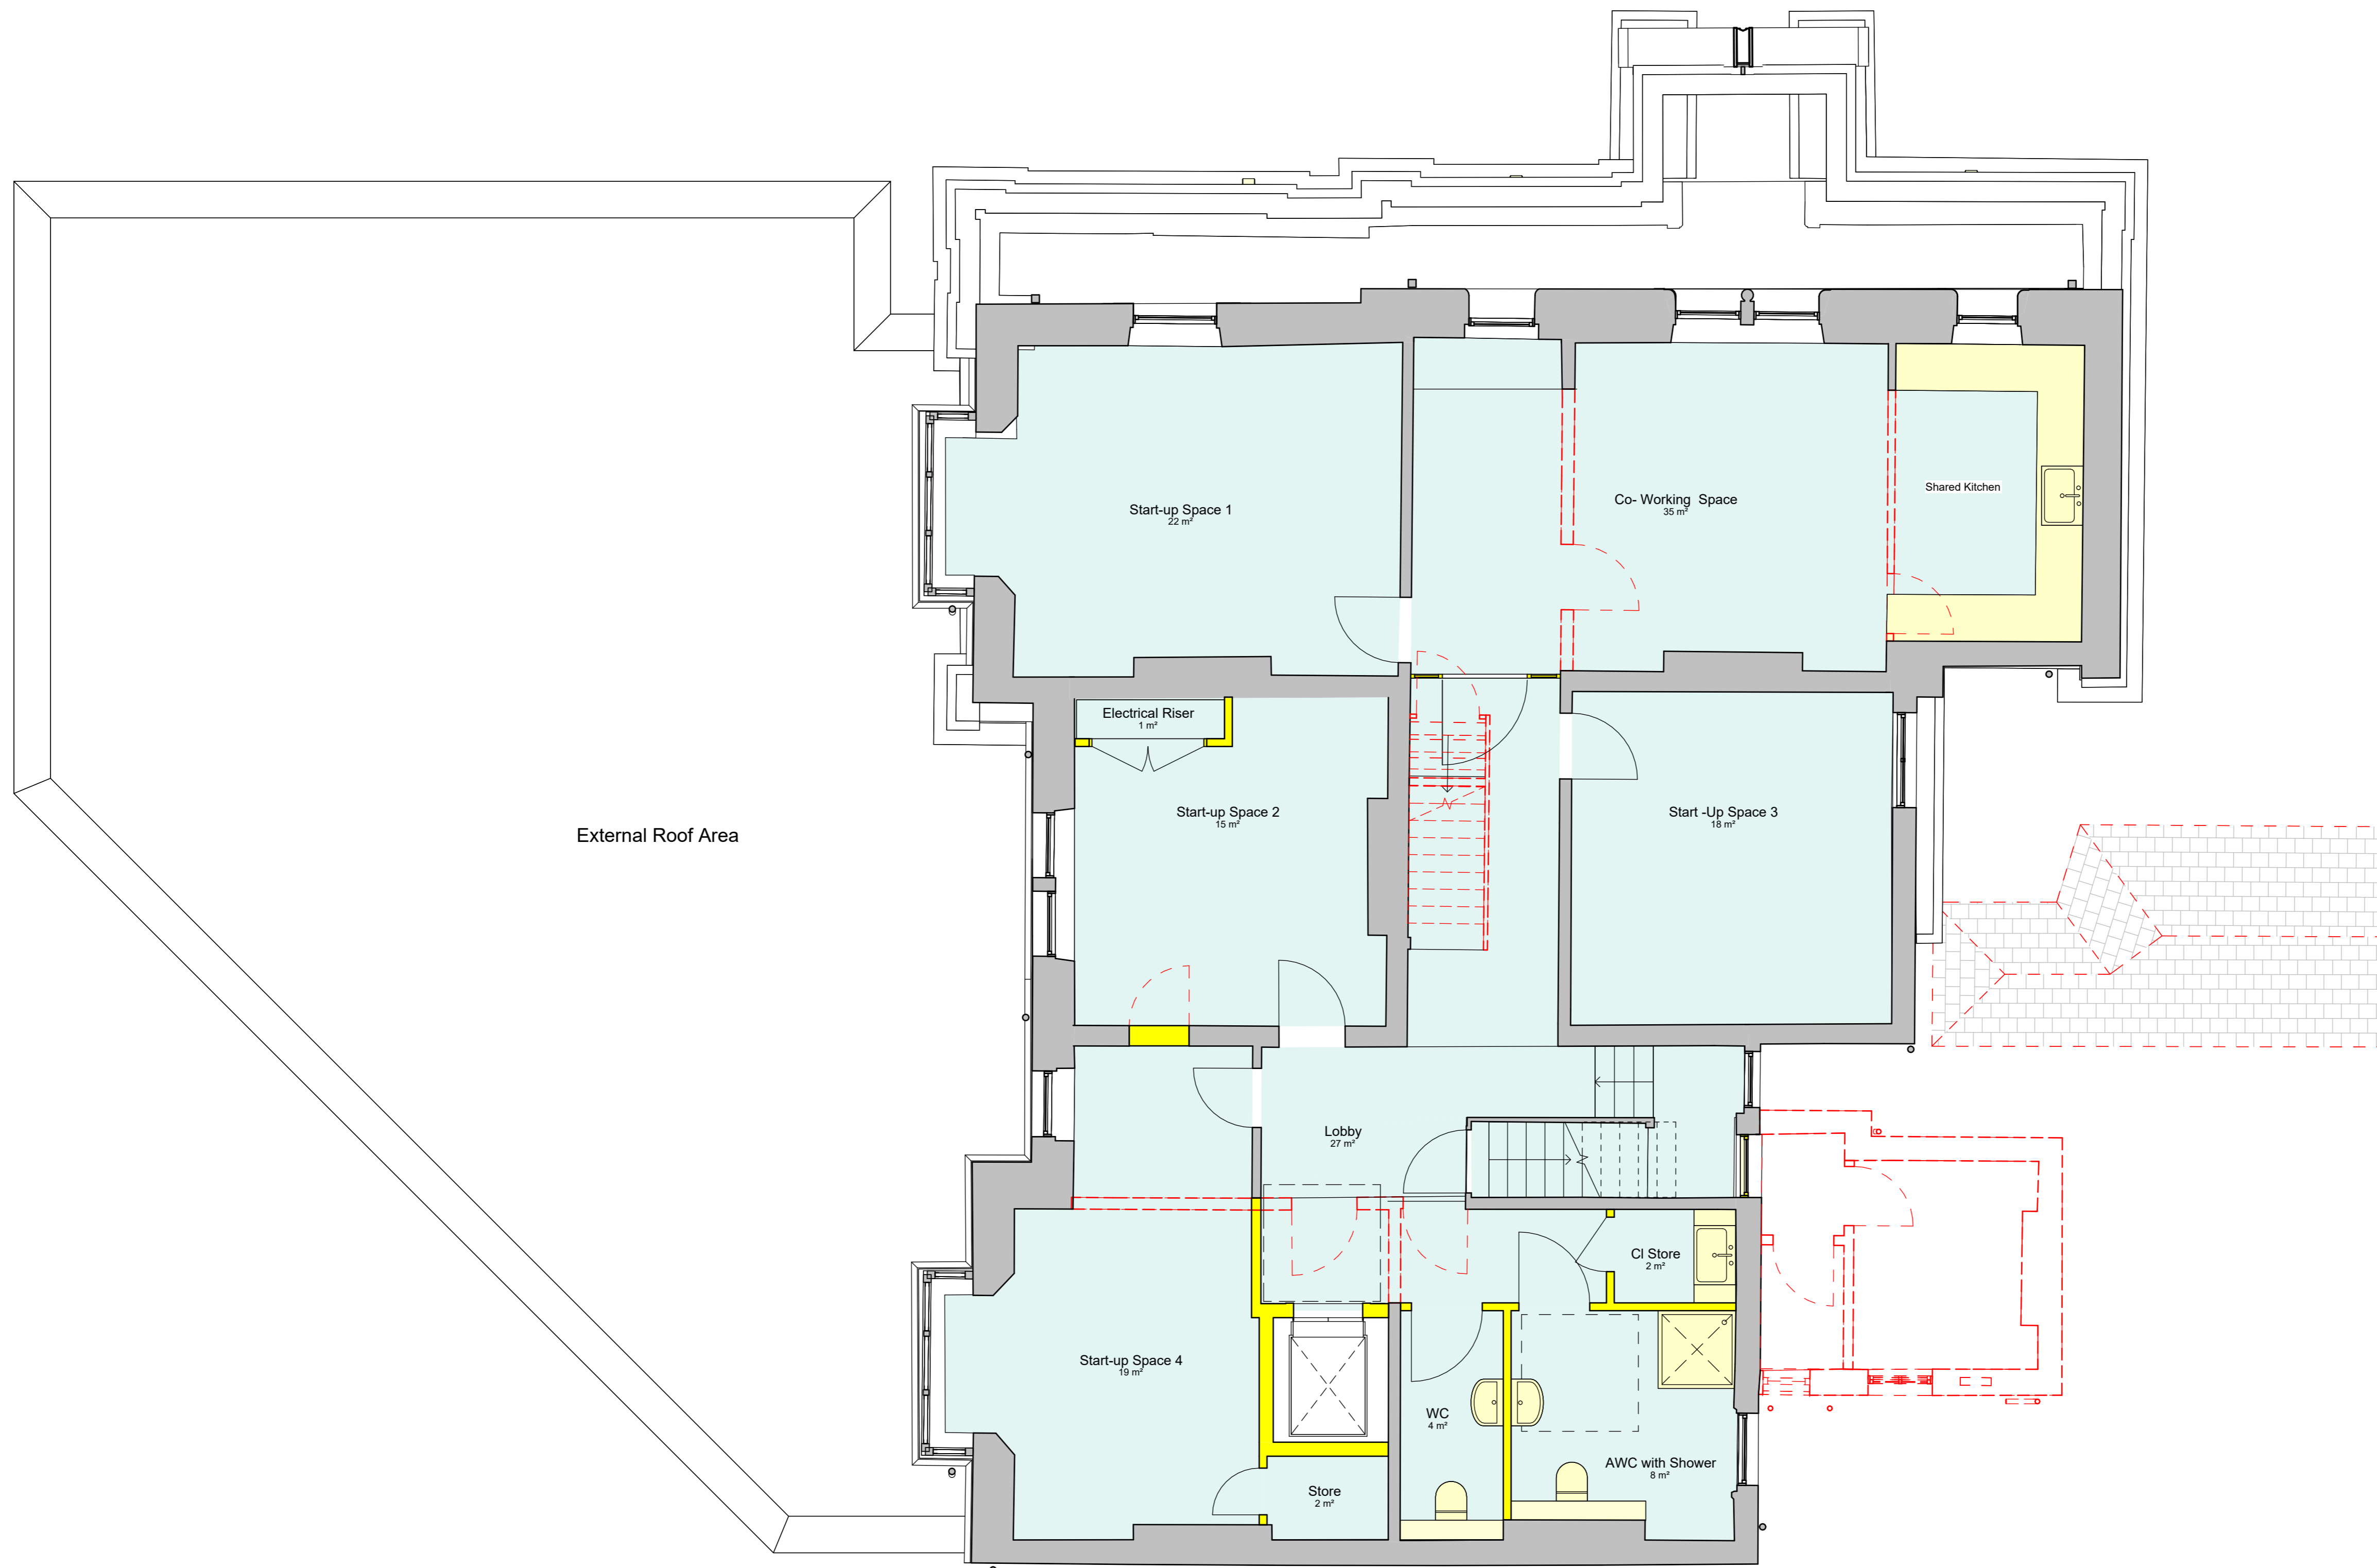 Shared Kitchen
Co- Working  Space
35 m²
Start-up Space 1
22 m²
Electrical Riser
1 m²
Start-up Space 2
15 m²
Start -Up Space 3
18 m²
External Roof Area
Lobby
27 m²
Cl Store
2 m²
Start-up Space 4
19 m²
WC
4 m²
AWC with Shower
8 m²
Store
2 m²